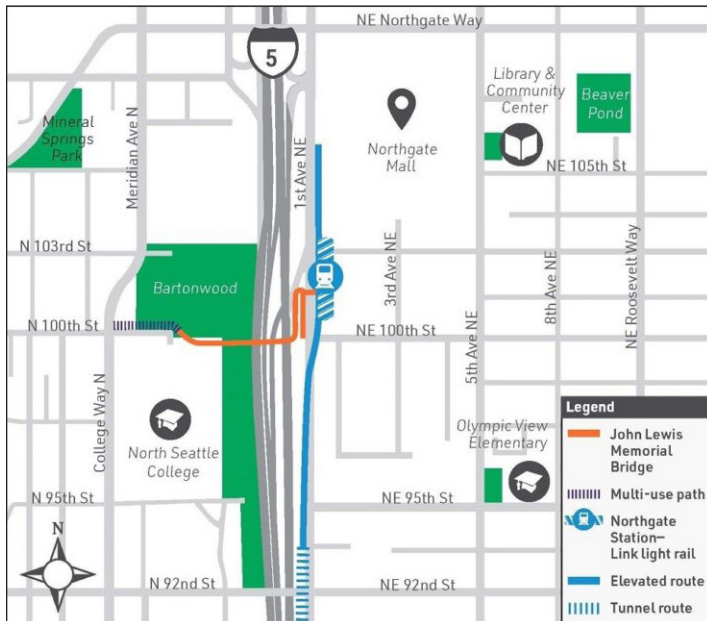 NE Northgate Way
5
Library &
Community
Center
Beaver
Pond
Mineral
Springs
Park
Meridian Ave N
1st Ave NE
Northgate
Mall
NE 105th St
N 103rd St
3rd Ave NE
8th Ave NE
NE Roosevelt Way
Bartonwood
N 100th St
NE 100th St
5th Ave NE
College Way N
North Seattle
College
Olympic View
Elementary
N 95th St
NE 95th St
N
N 92nd St
NE 92nd St
Legend
John Lewis
Memorial
Bridge
Multi-use path
Northgate
Station–
Link light rail
Elevated route
Tunnel route